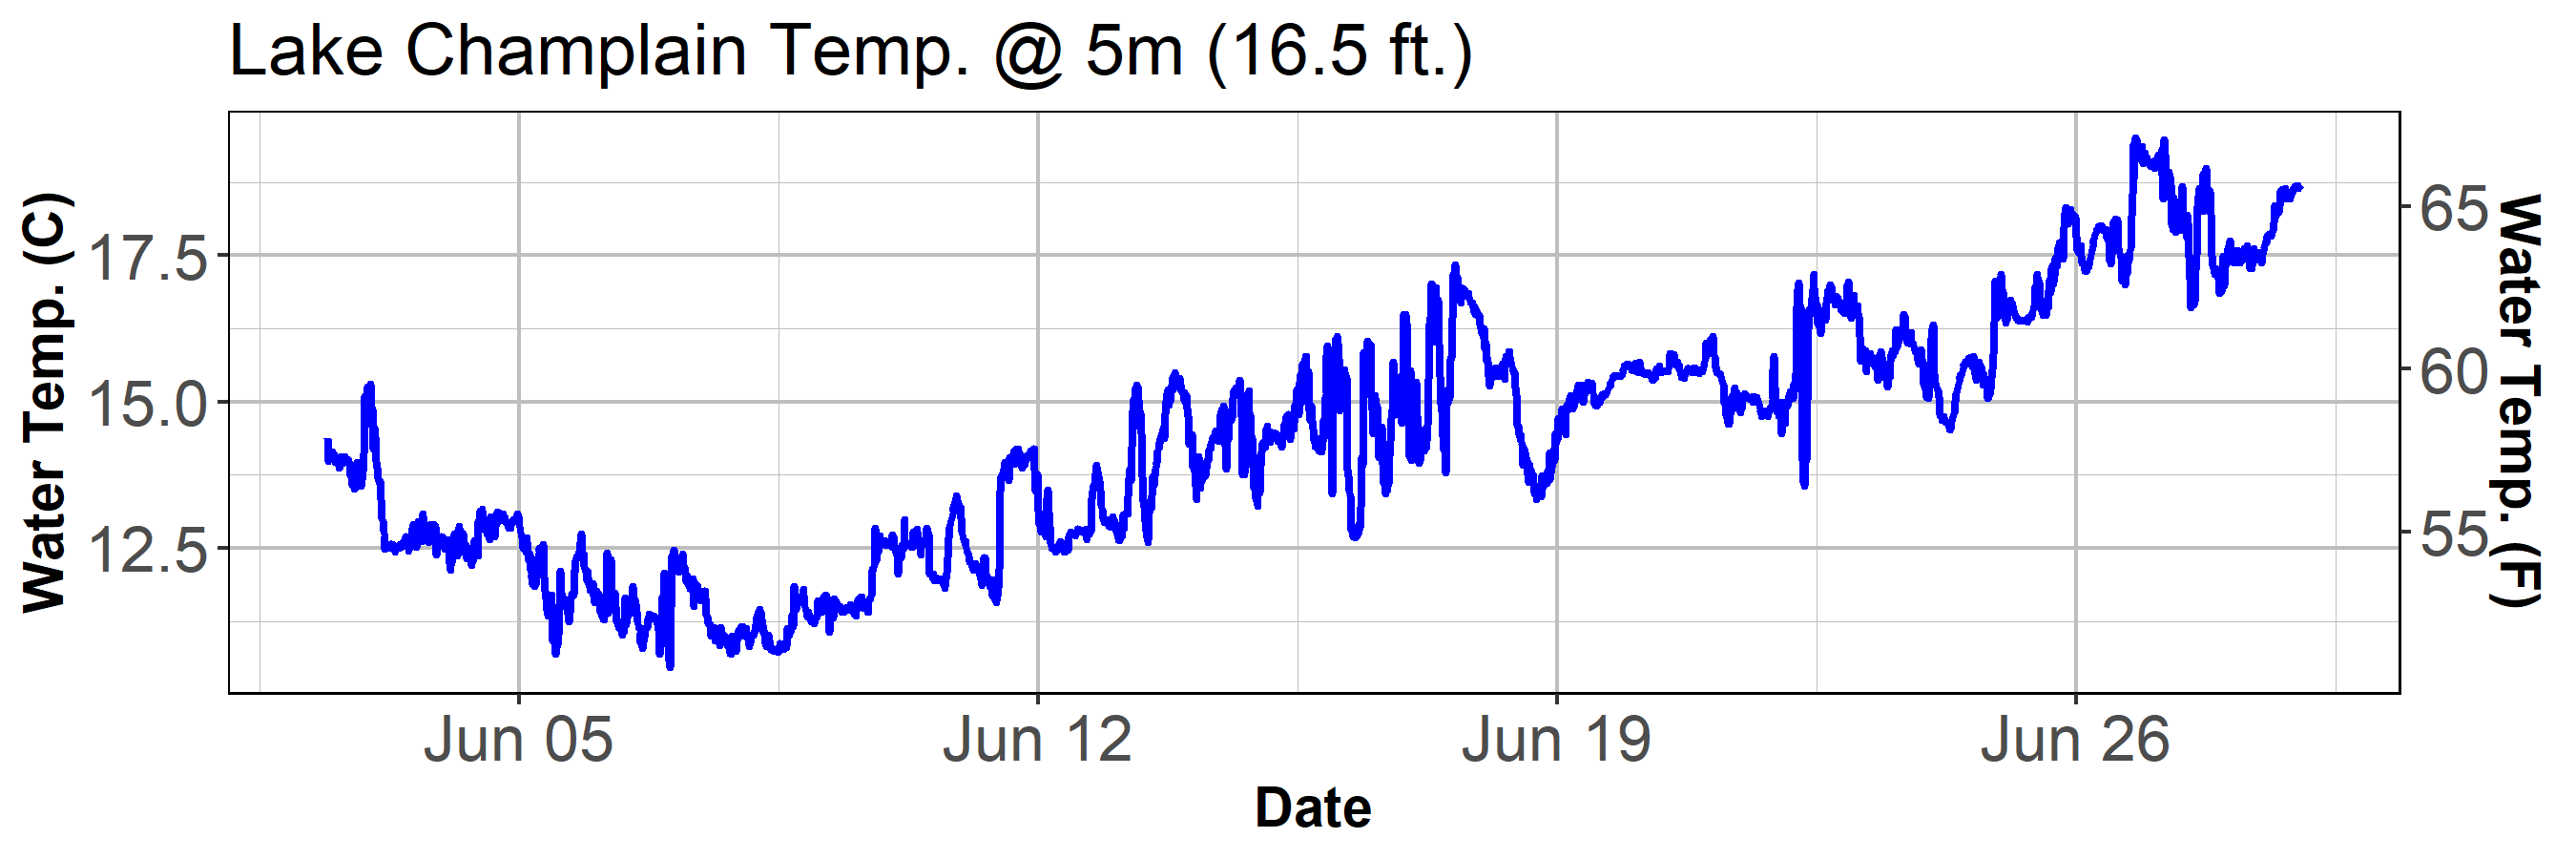 Lake Champlain Temp. @ 5m (16.5 ft.)
Water Temp. (C)
17.5
15.0
12.5
65
60
55
Water Temp. (F)
Jun 05
Jun 12
Jun 19
Jun 26
Date